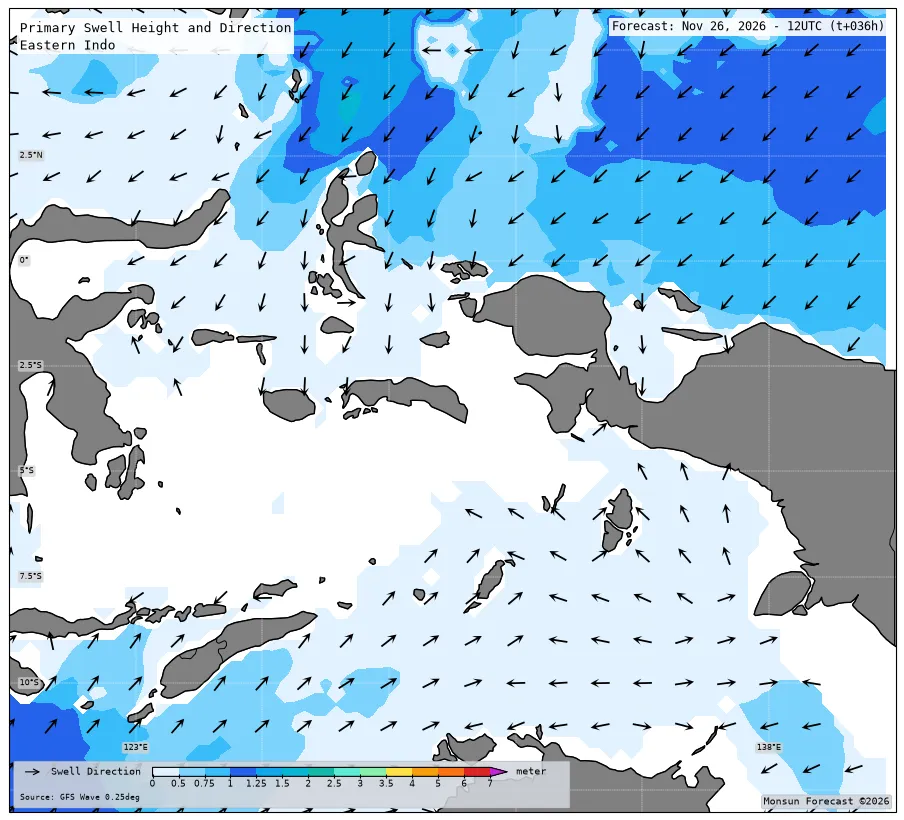 Primary Swell Height and Direction
Eastern Indo
Forecast: Nov 26, 2026 - 12UTC (t+036h)
2.5°N
0°
2.5°S
5°S
7.5°S
10°S
123°E
138°E
Swell Direction
meter
0 0.5 0.75 1 1.25 1.5 2 2.5 3 3.5 4 5 6 7
Source: GFS Wave 0.25deg
Monsun Forecast ©2026